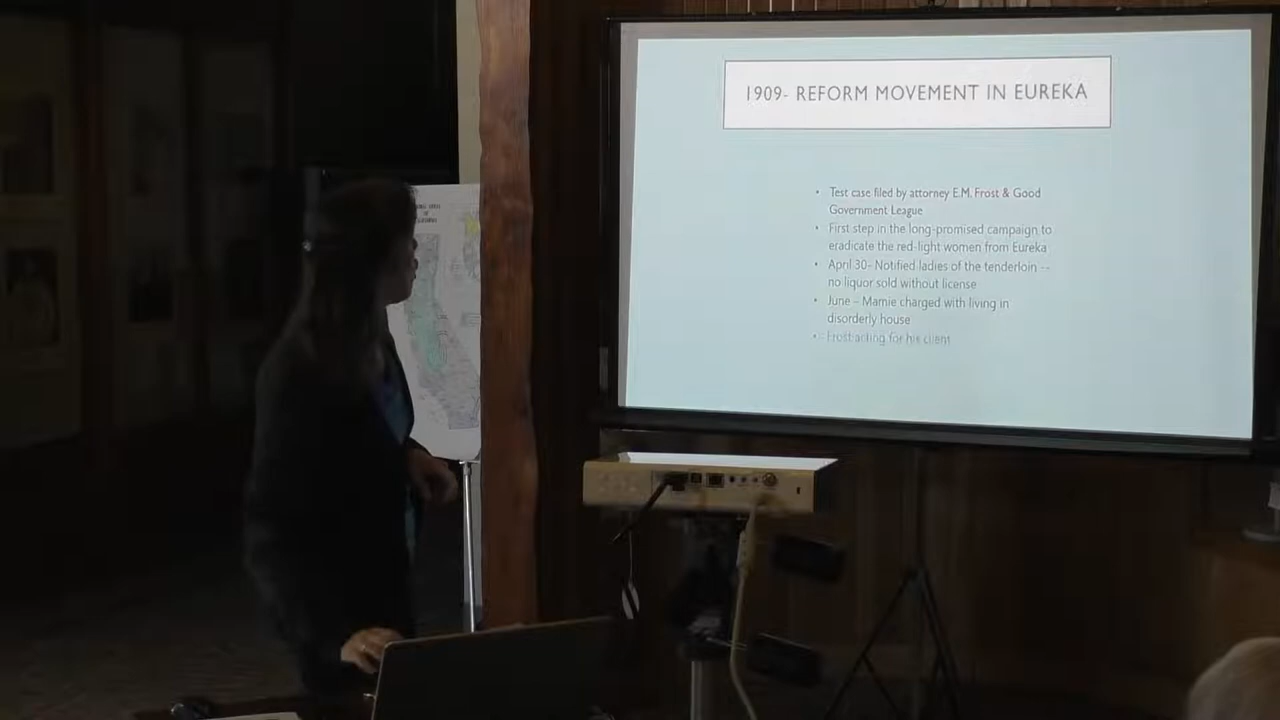 1909- REFORM MOVEMENT IN EUREKA
• Test case filed by attorney E.M. Frost & Good
Government League
• First step in the long-promised campaign to
eradicate the red-light women from Eureka
• April 30- Notified ladies of the tenderloin --
no liquor sold without license
• June – Mamie charged with living in
disorderly house
• Frost acting for his client